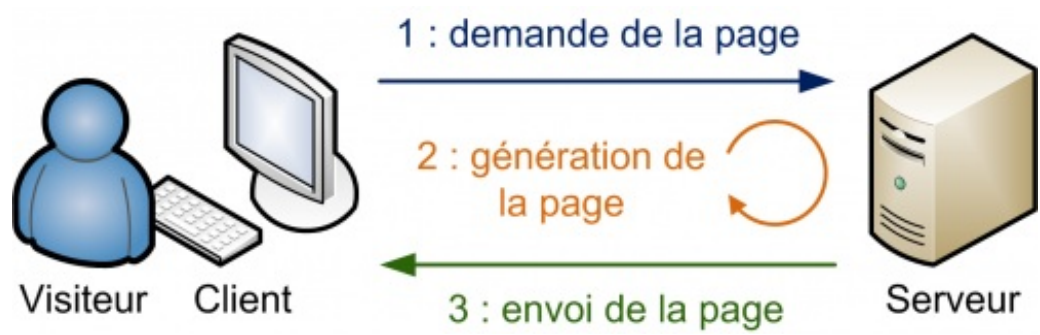 1 : demande de la page
2 : génération de
la page
3 : envoi de la page
Visiteur
Client
Serveur